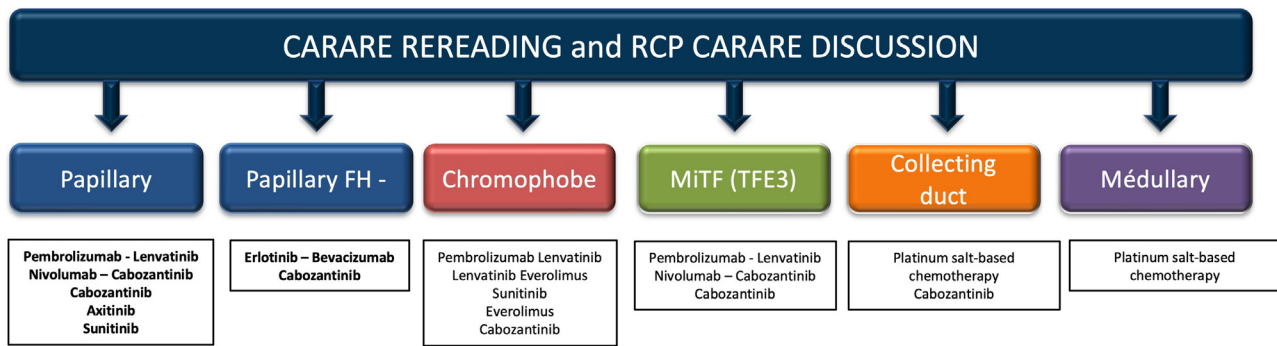 CARARE REREADING and RCP CARARE DISCUSSION
Papillary
Papillary FH -
Chromophobe
MiTF (TFE3)
Collecting
duct
Médullary
Pembrolizumab - Lenvatinib
Nivolumab – Cabozantinib
Cabozantinib
Axitinib
Sunitinib
Erlotinib – Bevacizumab
Cabozantinib
Pembrolizumab Lenvatinib
Lenvatinib Everolimus
Sunitinib
Everolimus
Cabozantinib
Pembrolizumab - Lenvatinib
Nivolumab – Cabozantinib
Cabozantinib
Platinum salt-based
chemotherapy
Cabozantinib
Platinum salt-based
chemotherapy